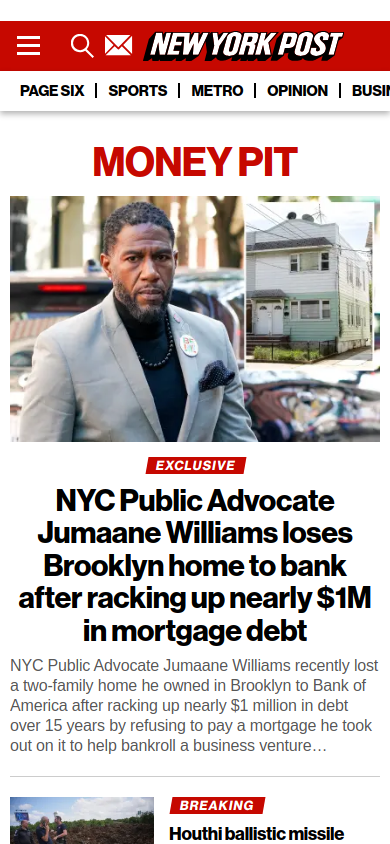 NEW YORK POST
PAGE SIX
SPORTS
METRO
OPINION
MONEY PIT
EXCLUSIVE
NYC Public Advocate
Jumaane Williams loses
Brooklyn home to bank
after racking up nearly $1M
in mortgage debt
NYC Public Advocate Jumaane Williams recently lost
a two-family home he owned in Brooklyn to Bank of
America after racking up nearly $1 million in debt
over 15 years by refusing to pay a mortgage he took
out on it to help bankroll a business venture…
BREAKING
Houthi ballistic missile